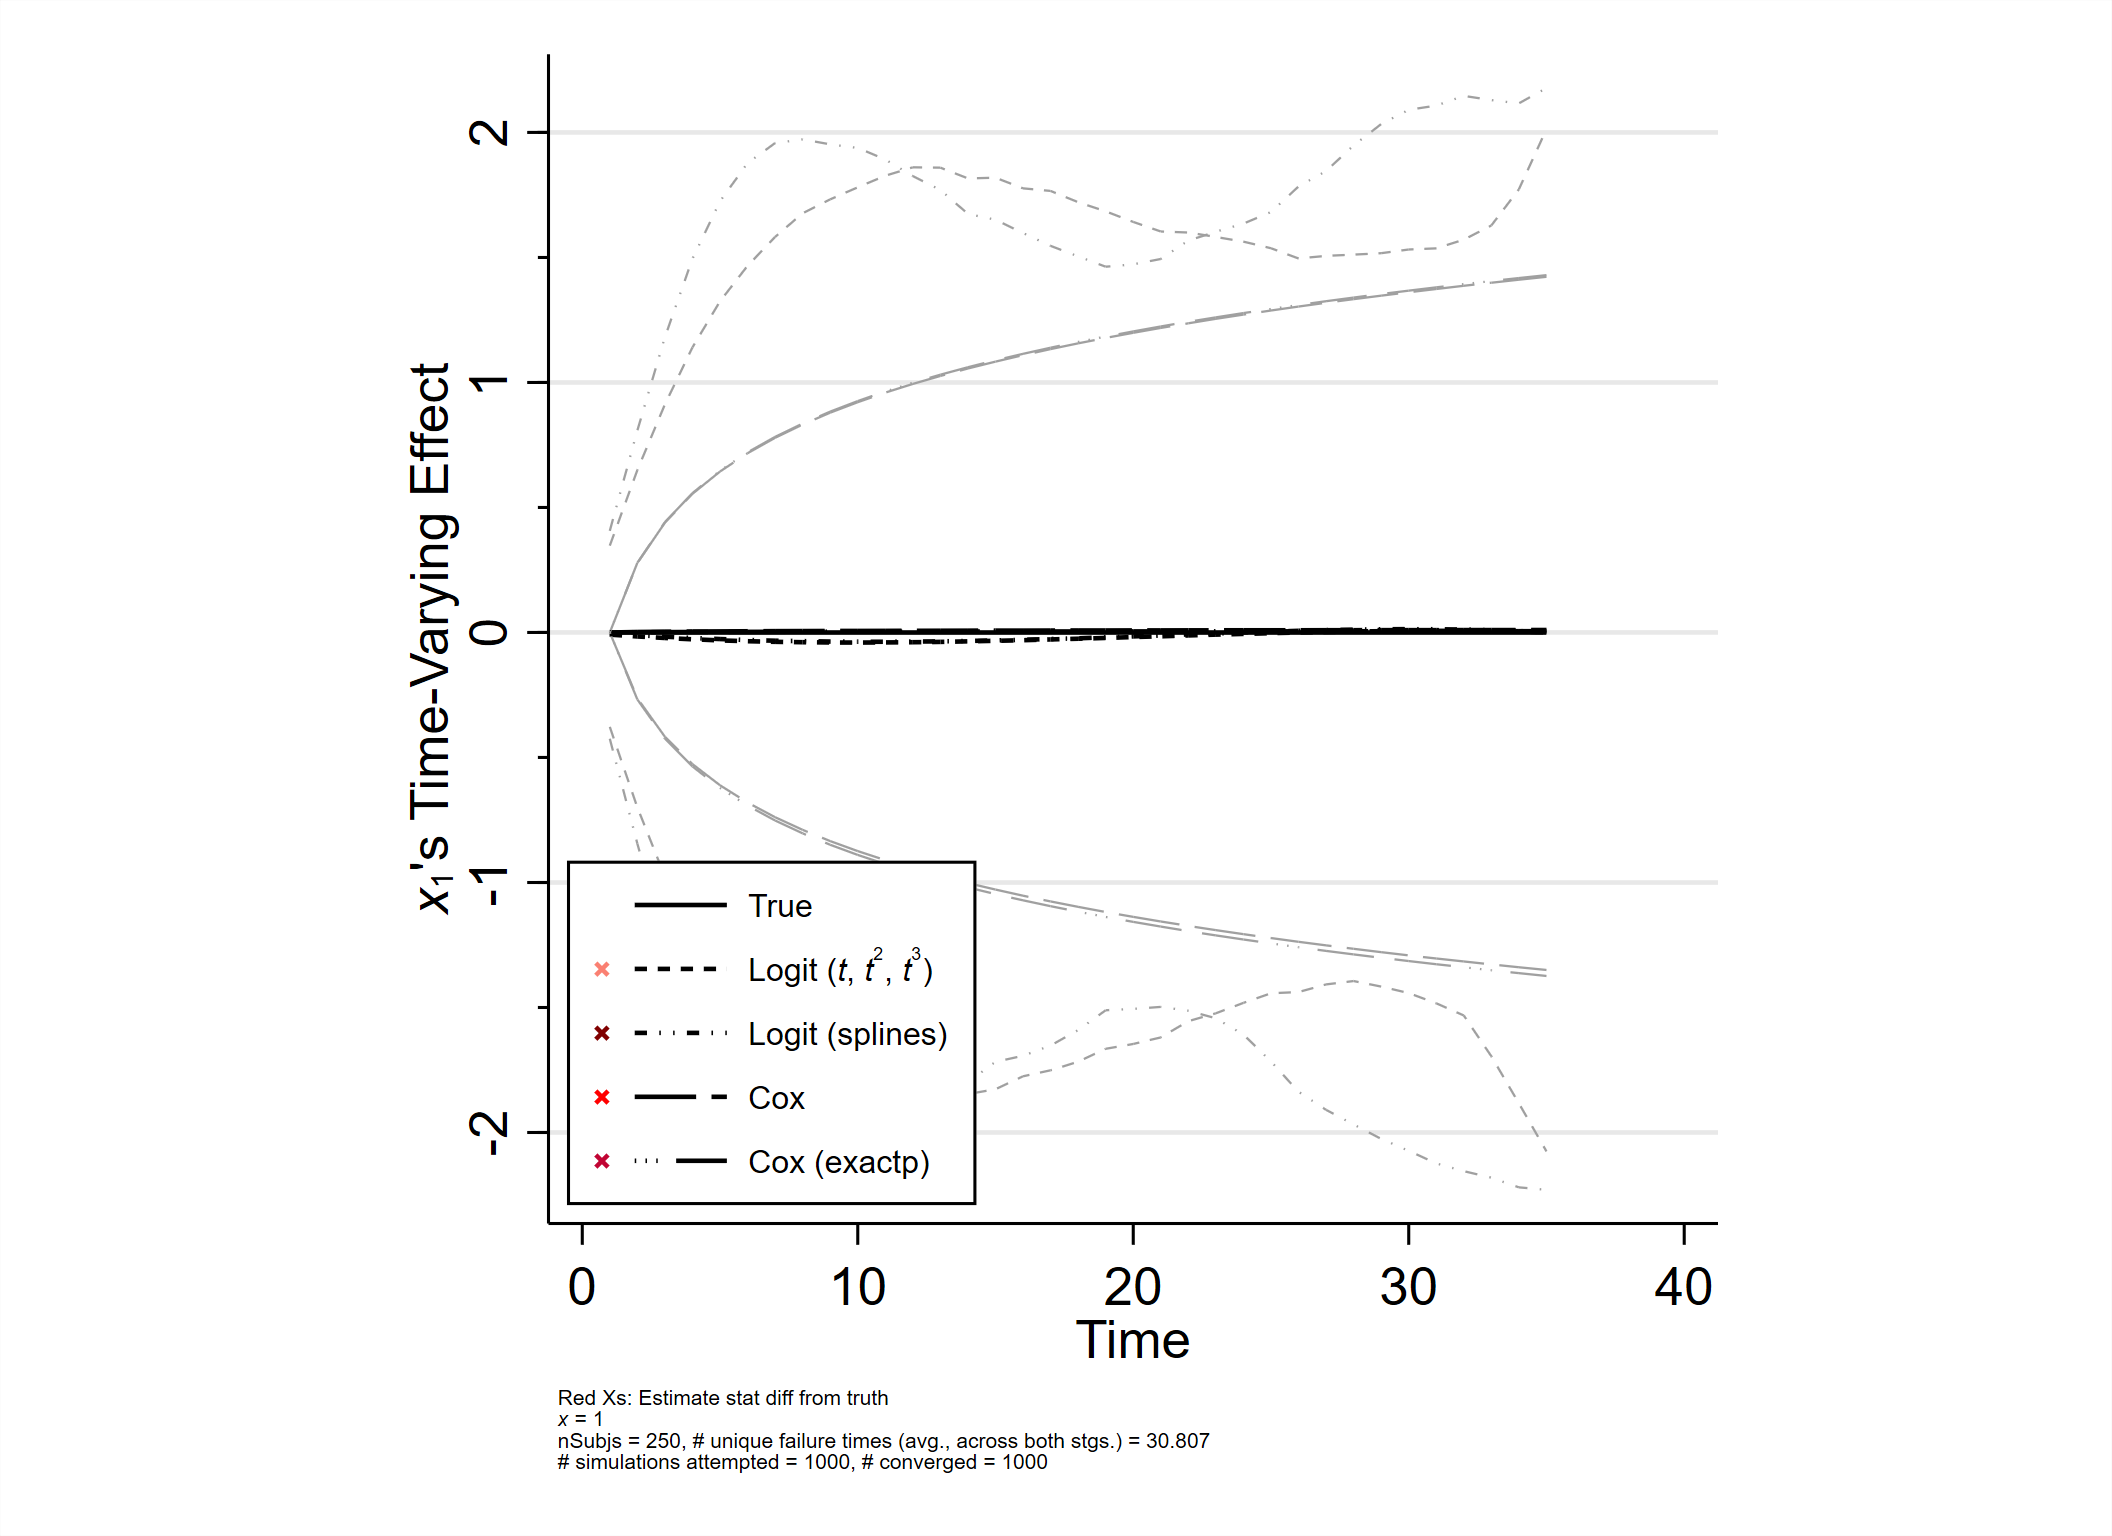 x₁'s Time-Varying Effect
2
1
0
-1
-2
True
Logit (t, t², t³)
Logit (splines)
Cox
Cox (exactp)
0 10 20 30 40
Time
Red Xs: Estimate stat diff from truth
x = 1
nSubjs = 250, # unique failure times (avg., across both stgs.) = 30.807
# simulations attempted = 1000, # converged = 1000